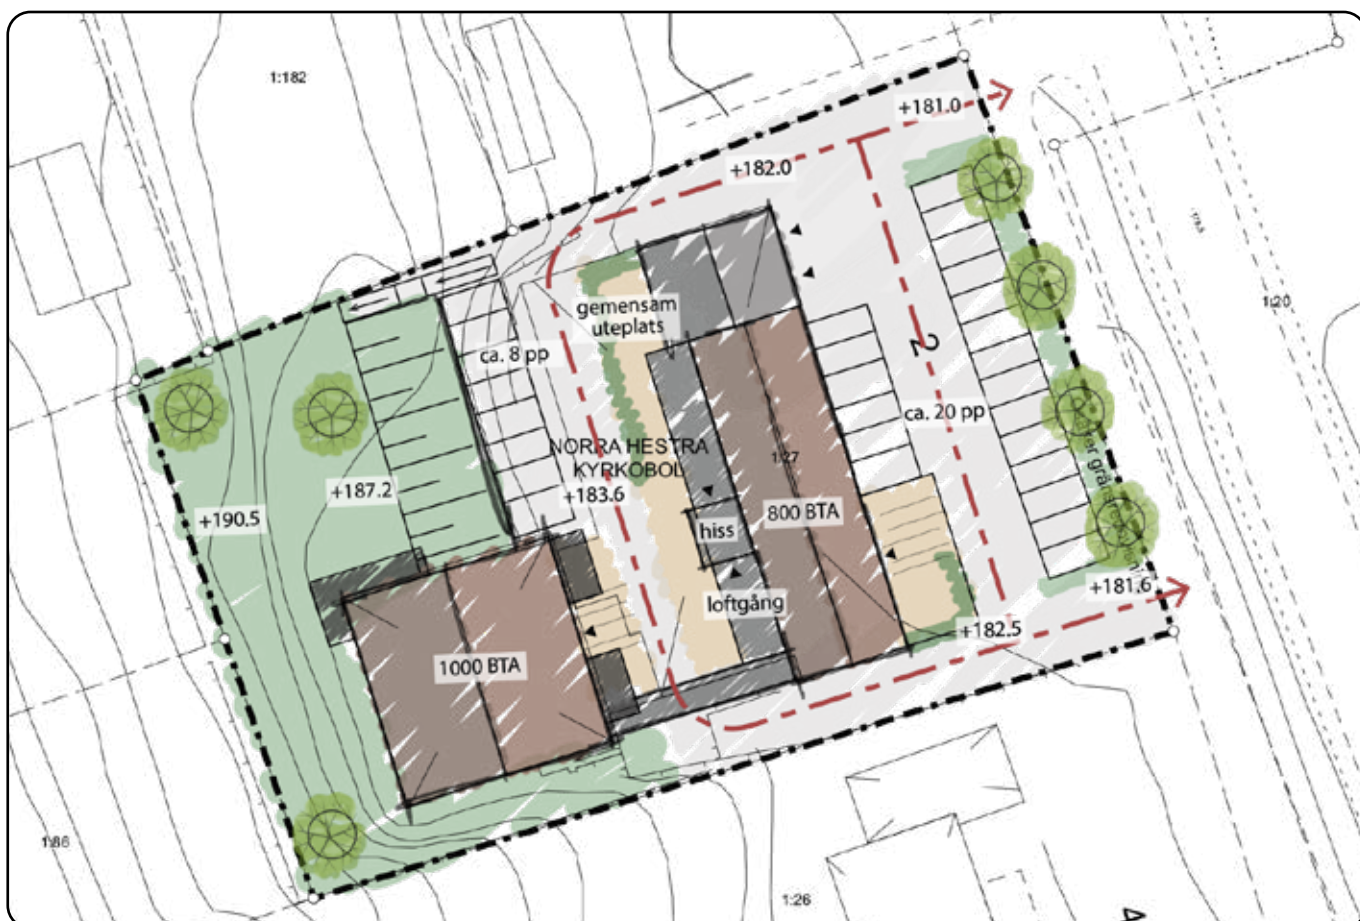 1:182
+181.0
+182.0
gemensam
uteplats
1:20
ca. 8 pp
2
ca. 20 pp
NORRA HESTRA
KYRKOBOL
1:27
+187.2
+183.6
+190.5
800 BTA
hiss
loftgång
+181.6
+182.5
1000 BTA
1:86
1:26
4